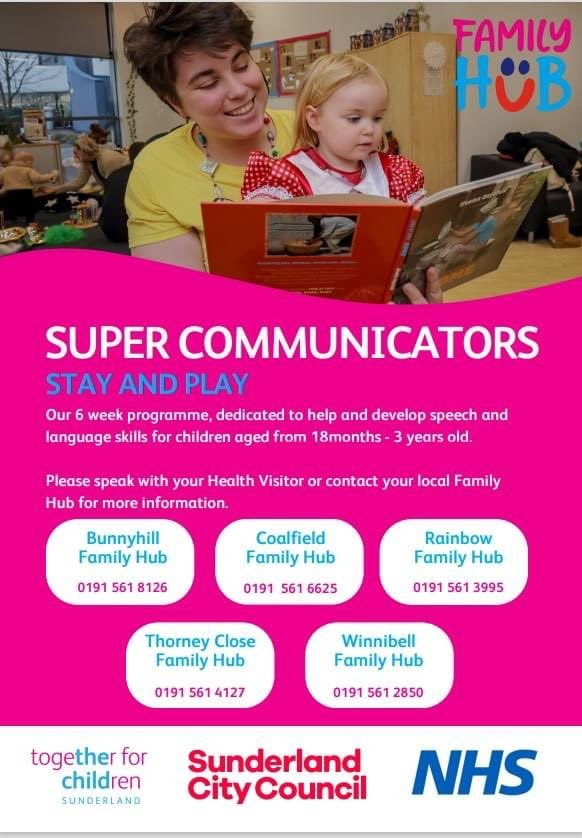 FAMILY
HUB
SUPER COMMUNICATORS
STAY AND PLAY
Our 6 week programme, dedicated to help and develop speech and
language skills for children aged from 18months - 3 years old.
Please speak with your Health Visitor or contact your local Family
Hub for more information.
Bunnyhill
Family Hub
0191 561 8126
Coalfield
Family Hub
0191 561 6625
Rainbow
Family Hub
0191 561 3995
Thorney Close
Family Hub
0191 561 4127
Winnibell
Family Hub
0191 561 2850
together for
children
SUNDERLAND
Sunderland
City Council
NHS